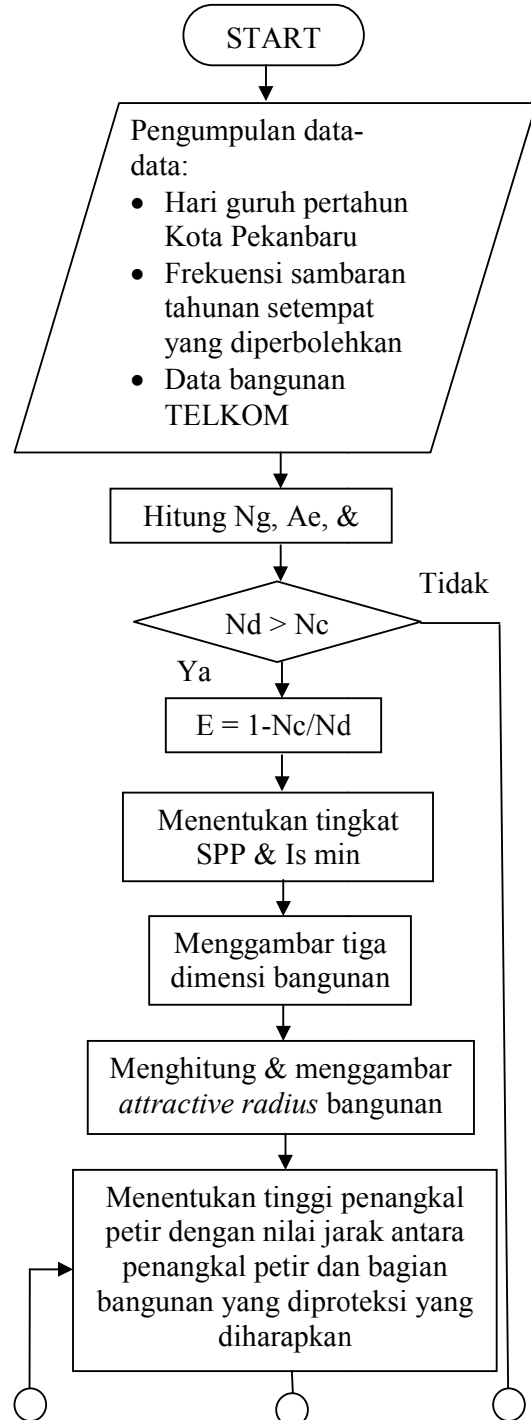 START
Pengumpulan data-
data:
• Hari guruh pertahun
Kota Pekanbaru
• Frekuensi sambaran
tahunan setempat
yang diperbolehkan
• Data bangunan
TELKOM
Hitung Ng, Ae, &
Nd > Nc
Tidak
Ya
E = 1-Nc/Nd
Menentukan tingkat
SPP & Is min
Menggambar tiga
dimensi bangunan
Menghitung & menggambar
attractive radius bangunan
Menentukan tinggi penangkal
petir dengan nilai jarak antara
penangkal petir dan bagian
bangunan yang diproteksi yang
diharapkan